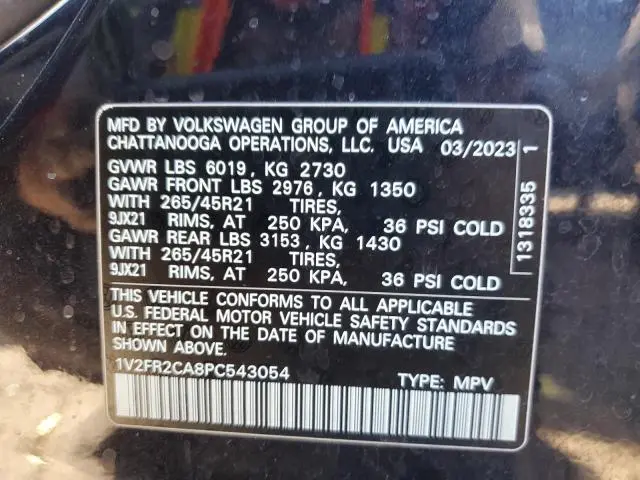 MFD BY VOLKSWAGEN GROUP OF AMERICA
CHATTANOOGA OPERATIONS, LLC. USA 03/2023
GVWR LBS 6019, KG 2730
GAWR FRONT LBS 2976, KG 1350
WITH 265/45R21 TIRES,
9JX21 RIMS, AT 250 KPA, 36 PSI COLD
GAWR REAR LBS 3153, KG 1430
WITH 265/45R21 TIRES,
9JX21 RIMS, AT 250 KPA, 36 PSI COLD
THIS VEHICLE CONFORMS TO ALL APPLICABLE
U.S. FEDERAL MOTOR VEHICLE SAFETY STANDARDS
IN EFFECT ON THE DATE OF MANUFACTURE
SHOWN ABOVE
1V2FR2CA8PC543054 TYPE: MPV
1318335 1